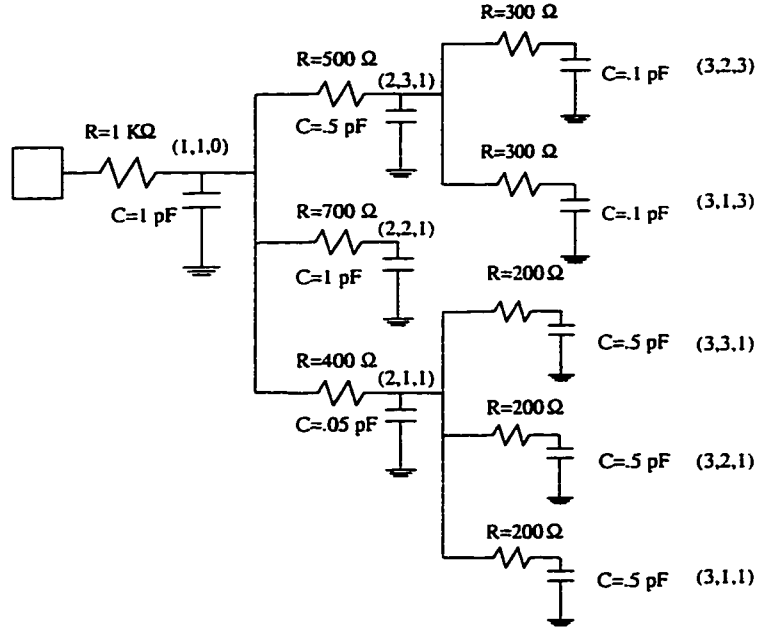 R=300 Ω
C=.1 pF (3,2,3)
R=500 Ω
(2,3,1)
C=.5 pF
R=1 KΩ
(1,1,0)
C=1 pF
R=300 Ω
C=.1 pF (3,1,3)
R=700 Ω
(2,2,1)
C=1 pF
R=200 Ω
C=.5 pF (3,3,1)
R=400 Ω
(2,1,1)
C=.05 pF
R=200 Ω
C=.5 pF (3,2,1)
R=200 Ω
C=.5 pF (3,1,1)